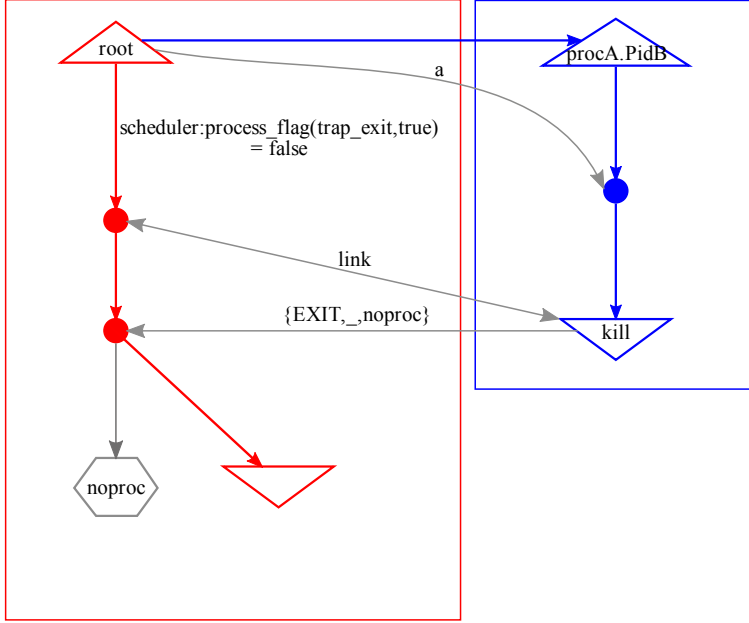 root
procA.PidB
a
scheduler:process_flag(trap_exit,true)
= false
link
{EXIT,_,noproc}
kill
noproc